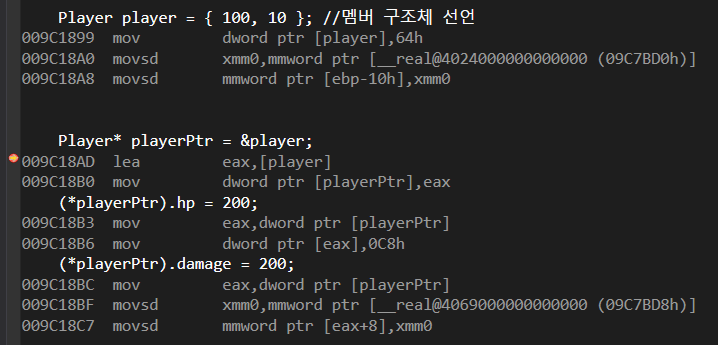 Player player = { 100, 10 }; //멤버 구조체 선언
009C1899 mov dword ptr [player],64h
009C18A0 movsd xmm0,mmword ptr [__real@4024000000000000 (09C7BD0h)]
009C18A8 movsd mmword ptr [ebp-10h],xmm0
Player* playerPtr = &player;
009C18AD lea eax,[player]
009C18B0 mov dword ptr [playerPtr],eax
(*playerPtr).hp = 200;
009C18B3 mov eax,dword ptr [playerPtr]
009C18B6 mov dword ptr [eax],0C8h
(*playerPtr).damage = 200;
009C18BC mov eax,dword ptr [playerPtr]
009C18BF movsd xmm0,mmword ptr [__real@4069000000000000 (09C7BD8h)]
009C18C7 movsd mmword ptr [eax+8],xmm0